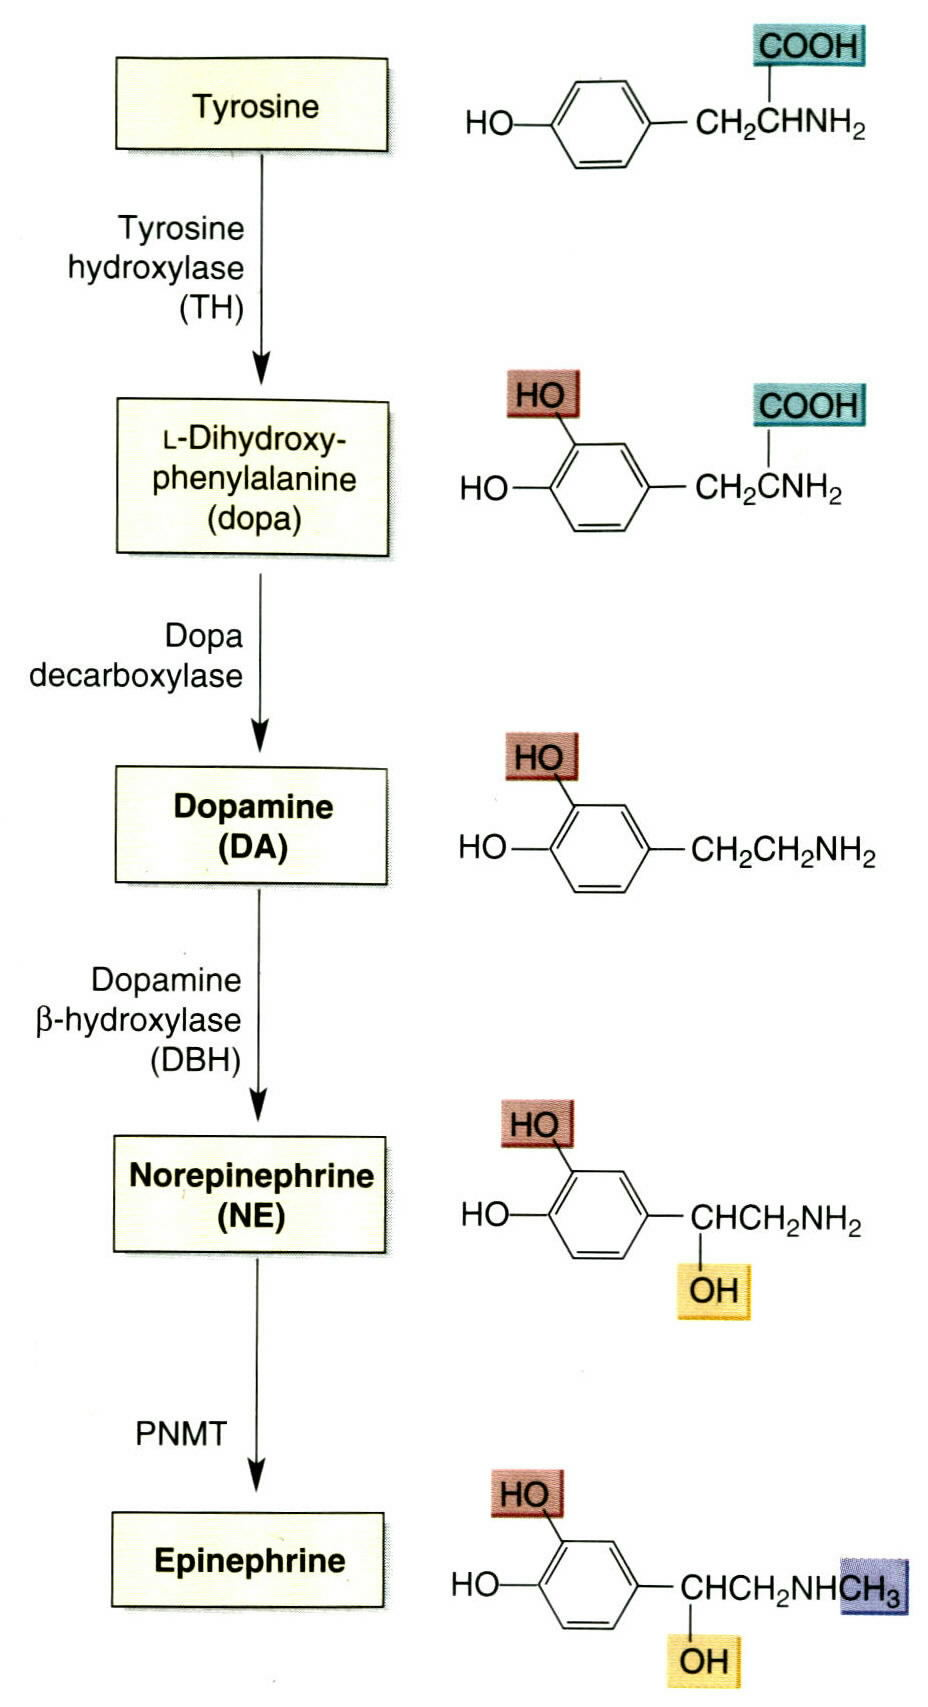 Tyrosine
COOH
HO
CH₂CHNH₂
Tyrosine
hydroxylase
(TH)
L-Dihydroxy-
phenylalanine
(dopa)
HO
COOH
HO
CH₂CNH₂
Dopa
decarboxylase
Dopamine
(DA)
HO
HO
CH₂CH₂NH₂
Dopamine
β-hydroxylase
(DBH)
Norepinephrine
(NE)
HO
HO
CHCH₂NH₂
OH
PNMT
Epinephrine
HO
HO
CHCH₂NHCH₃
OH